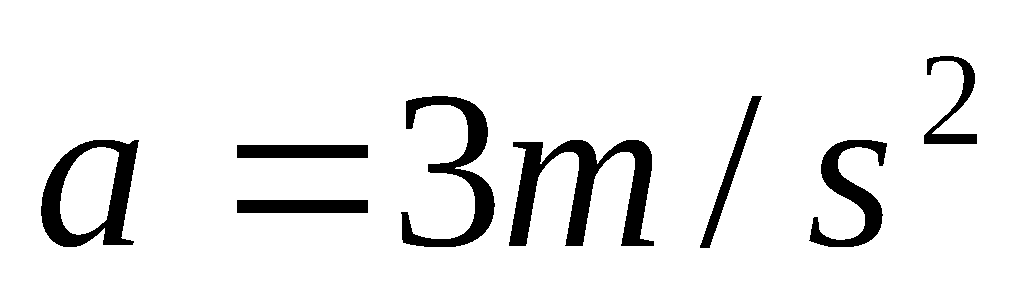 a = 3m / s²